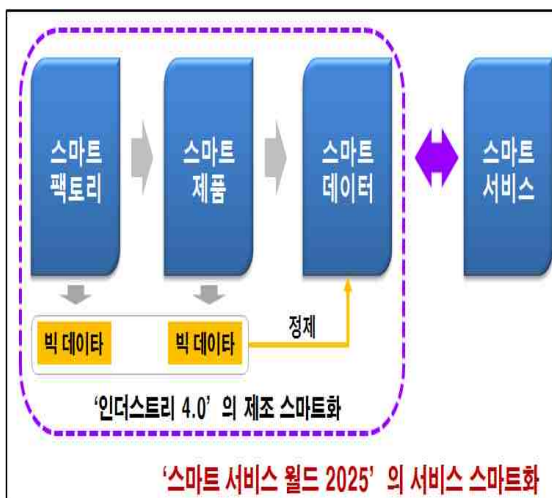 스마트
팩토리
스마트
제품
스마트
데이터
스마트
서비스
빅 데이타
빅 데이타
정제
‘인더스트리 4.0’ 의 제조 스마트화
‘스마트 서비스 월드 2025’ 의 서비스 스마트화